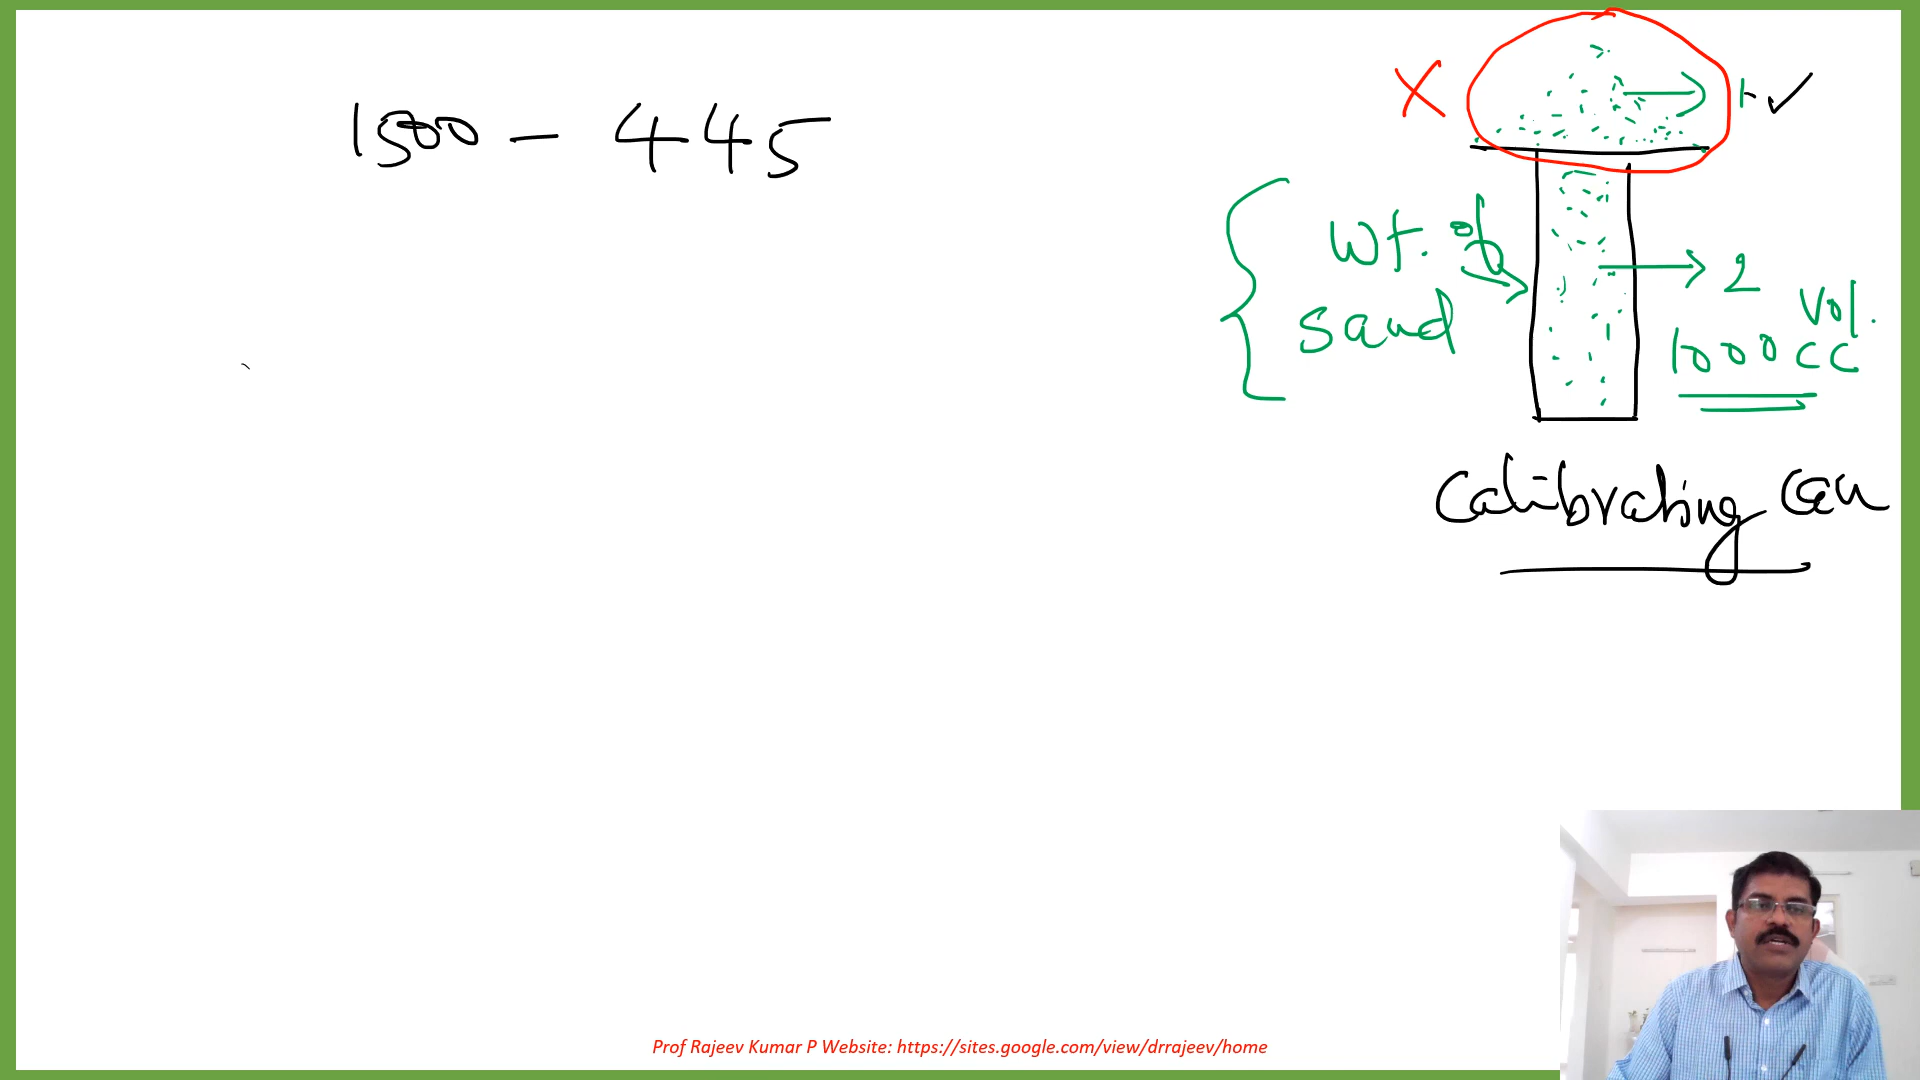 1500 - 445
X
1 ✓
wt. of
sand
2
Vol.
1000 CC
Calibrating Can
Prof Rajeev Kumar P Website: https://sites.google.com/view/drrajeev/home